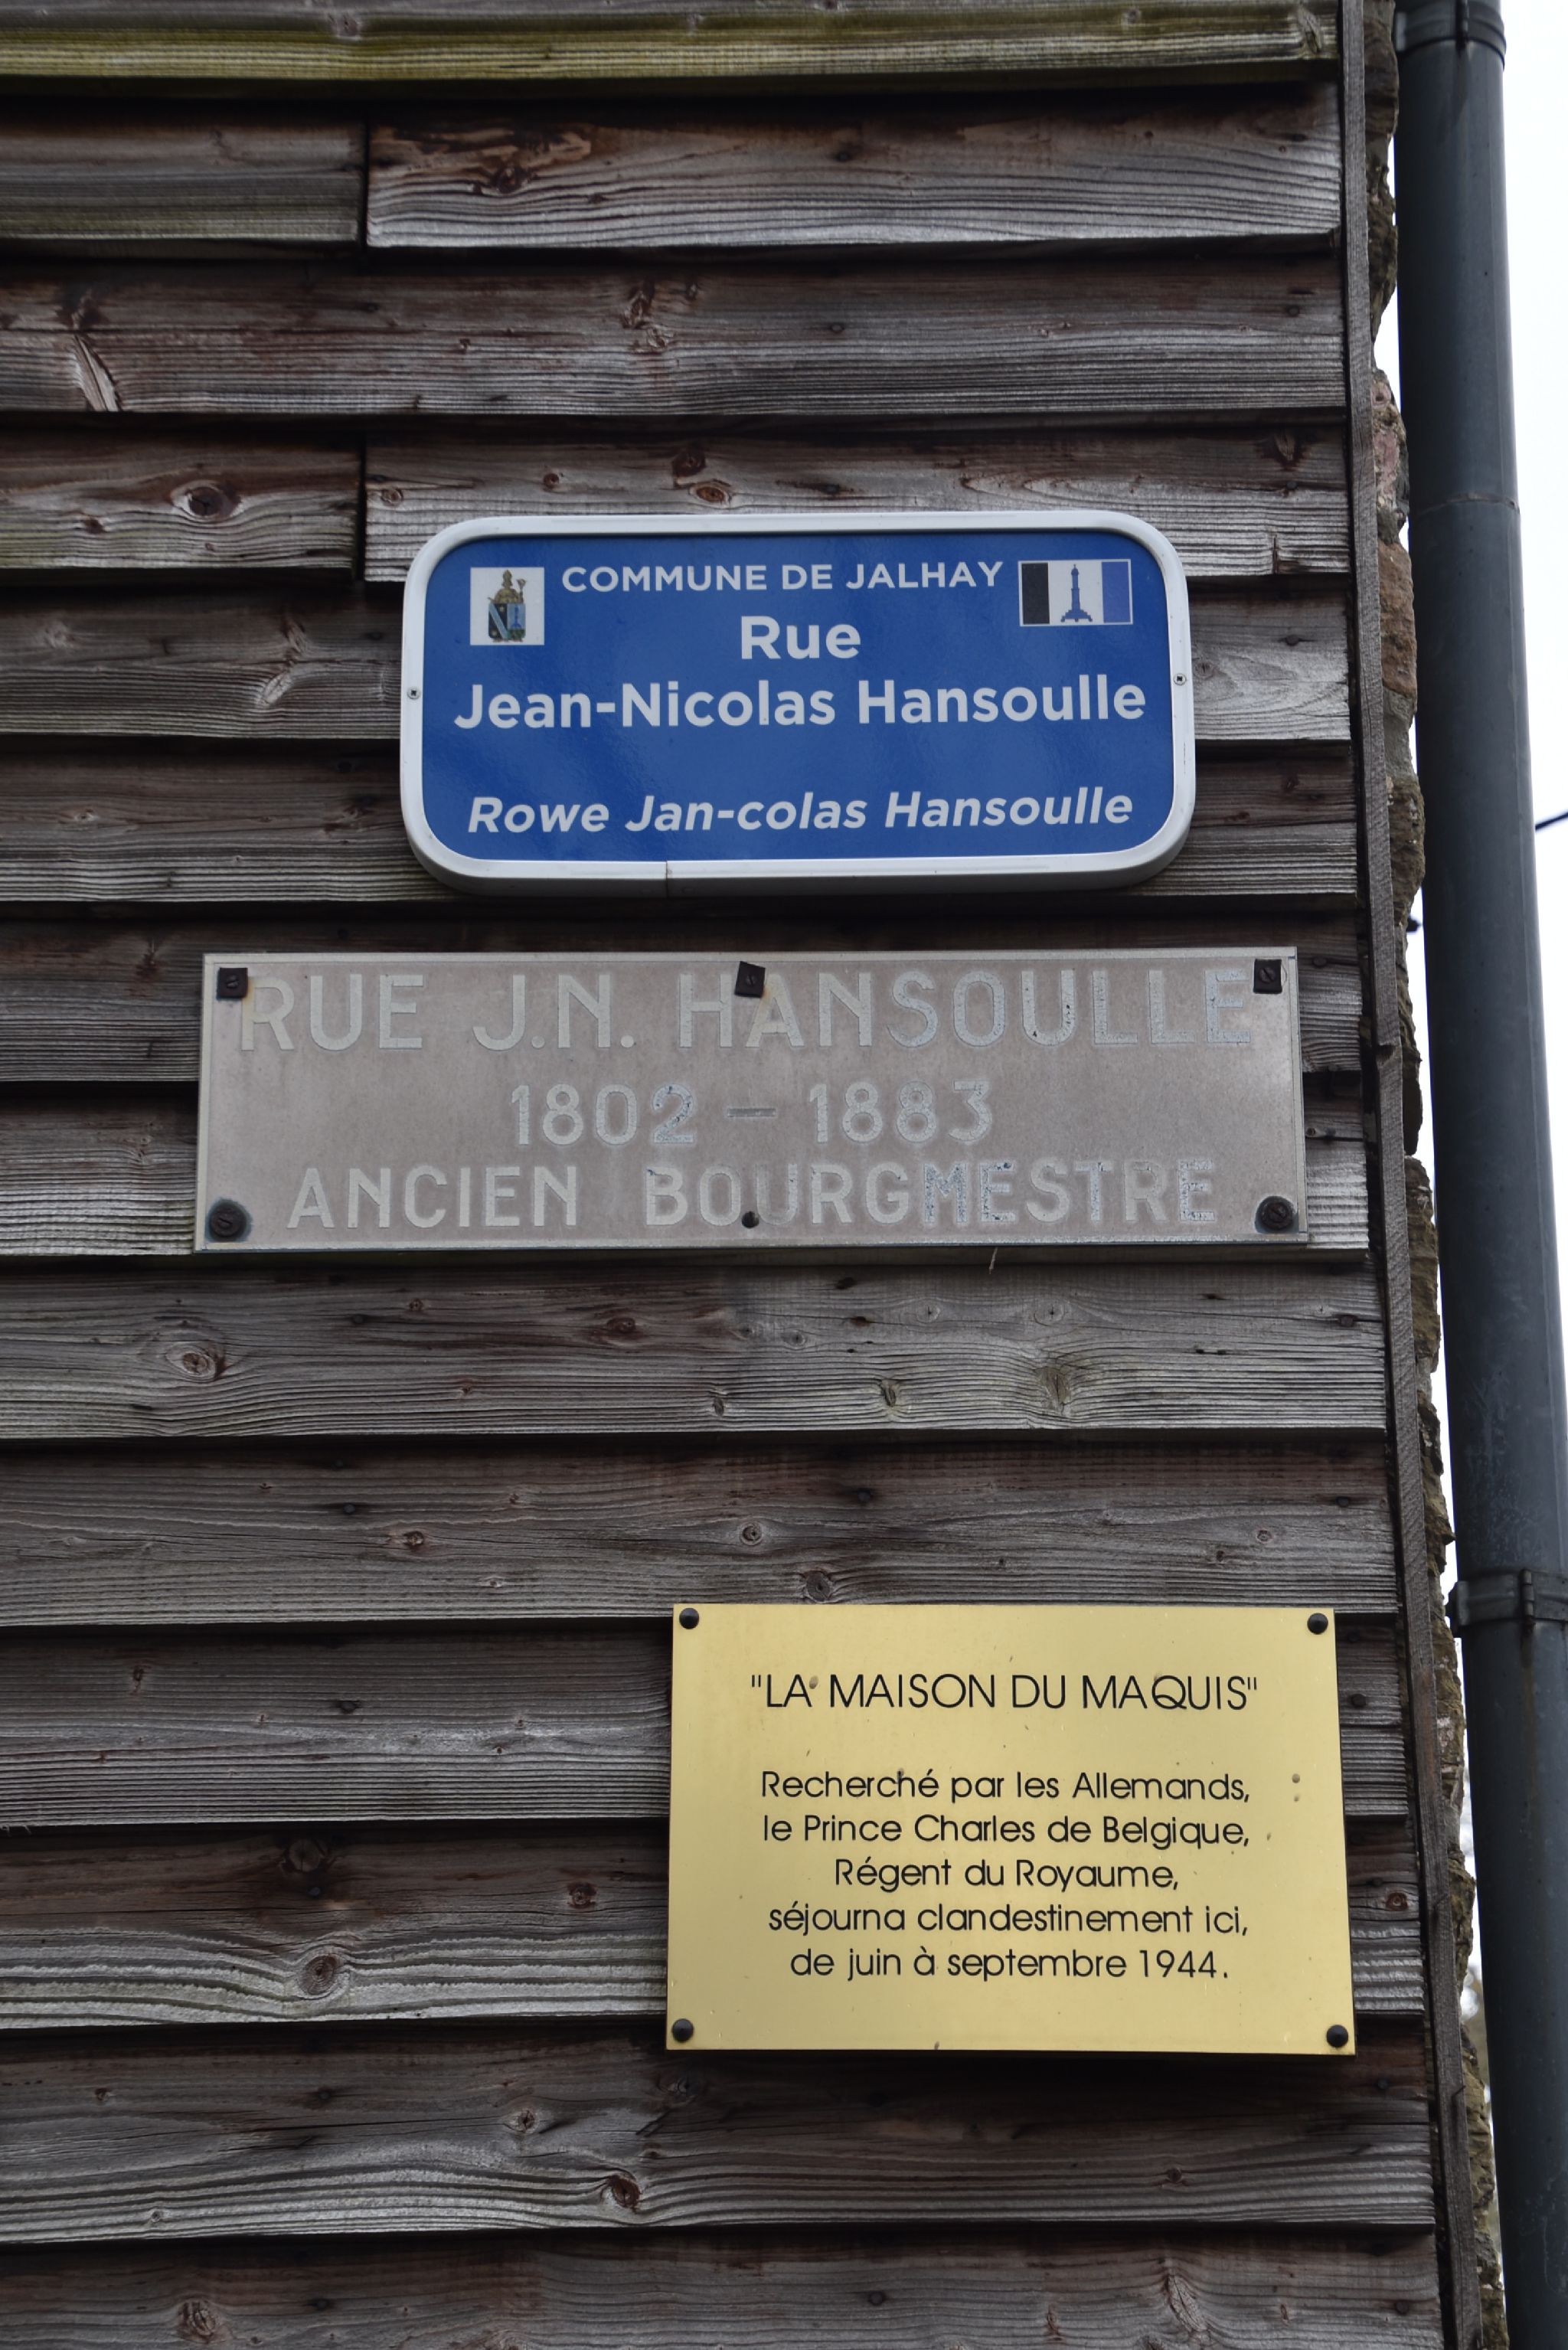 COMMUNE DE JALHAY
Rue
Jean-Nicolas Hansoulle
Rowe Jan-colas Hansoulle
RUE J.N. HANSOULLE
1802 – 1883
ANCIEN BOURGMESTRE
"LA MAISON DU MAQUIS"
Recherché par les Allemands,
le Prince Charles de Belgique,
Régent du Royaume,
séjourna clandestinement ici,
de juin à septembre 1944.